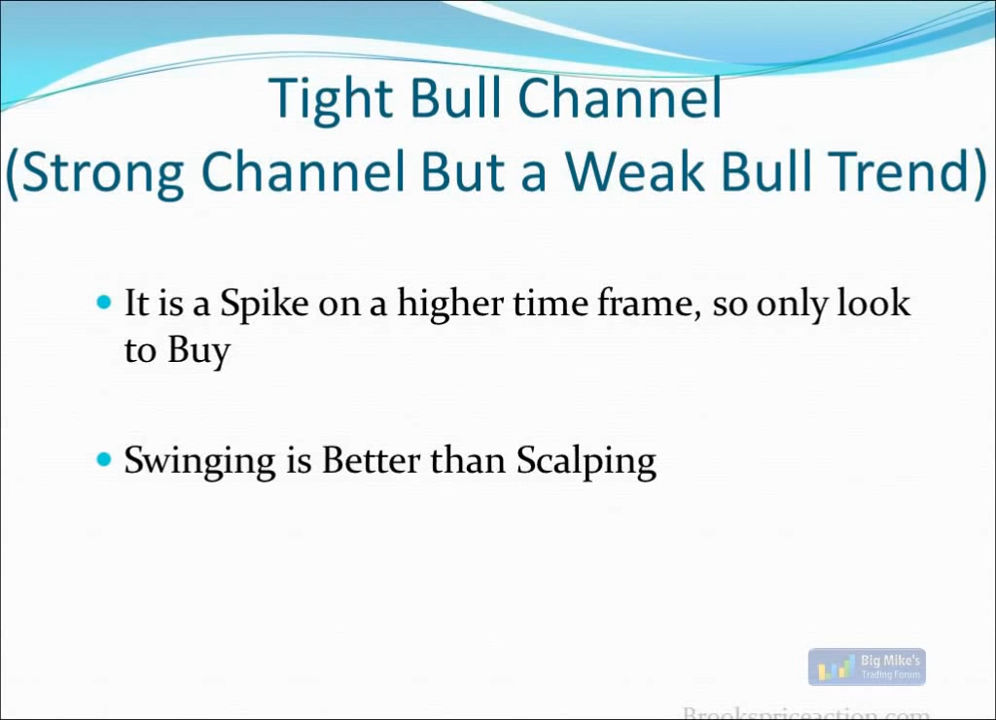 Tight Bull Channel
(Strong Channel But a Weak Bull Trend)
It is a Spike on a higher time frame, so only look
to Buy
Swinging is Better than Scalping
Big Mike's
Trading Forum
Brookspriceaction.com